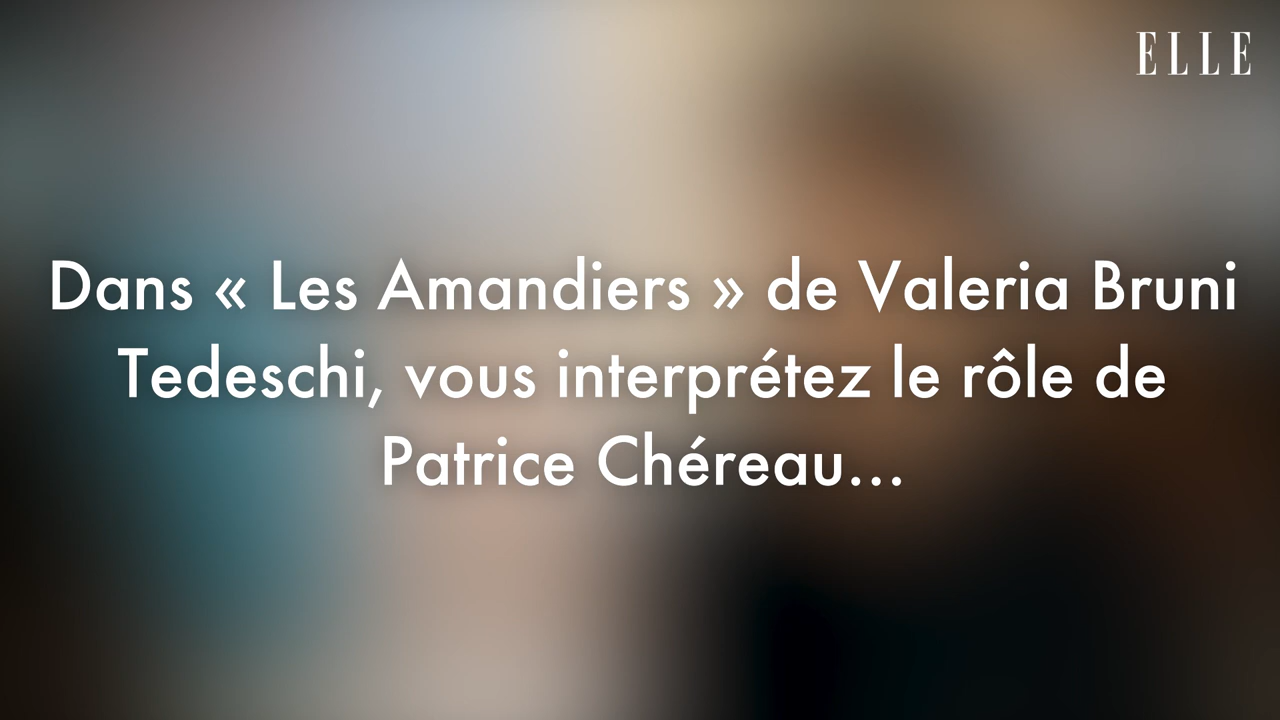 ELLE
Dans « Les Amandiers » de Valeria Bruni
Tedeschi, vous interprétez le rôle de
Patrice Chéreau...